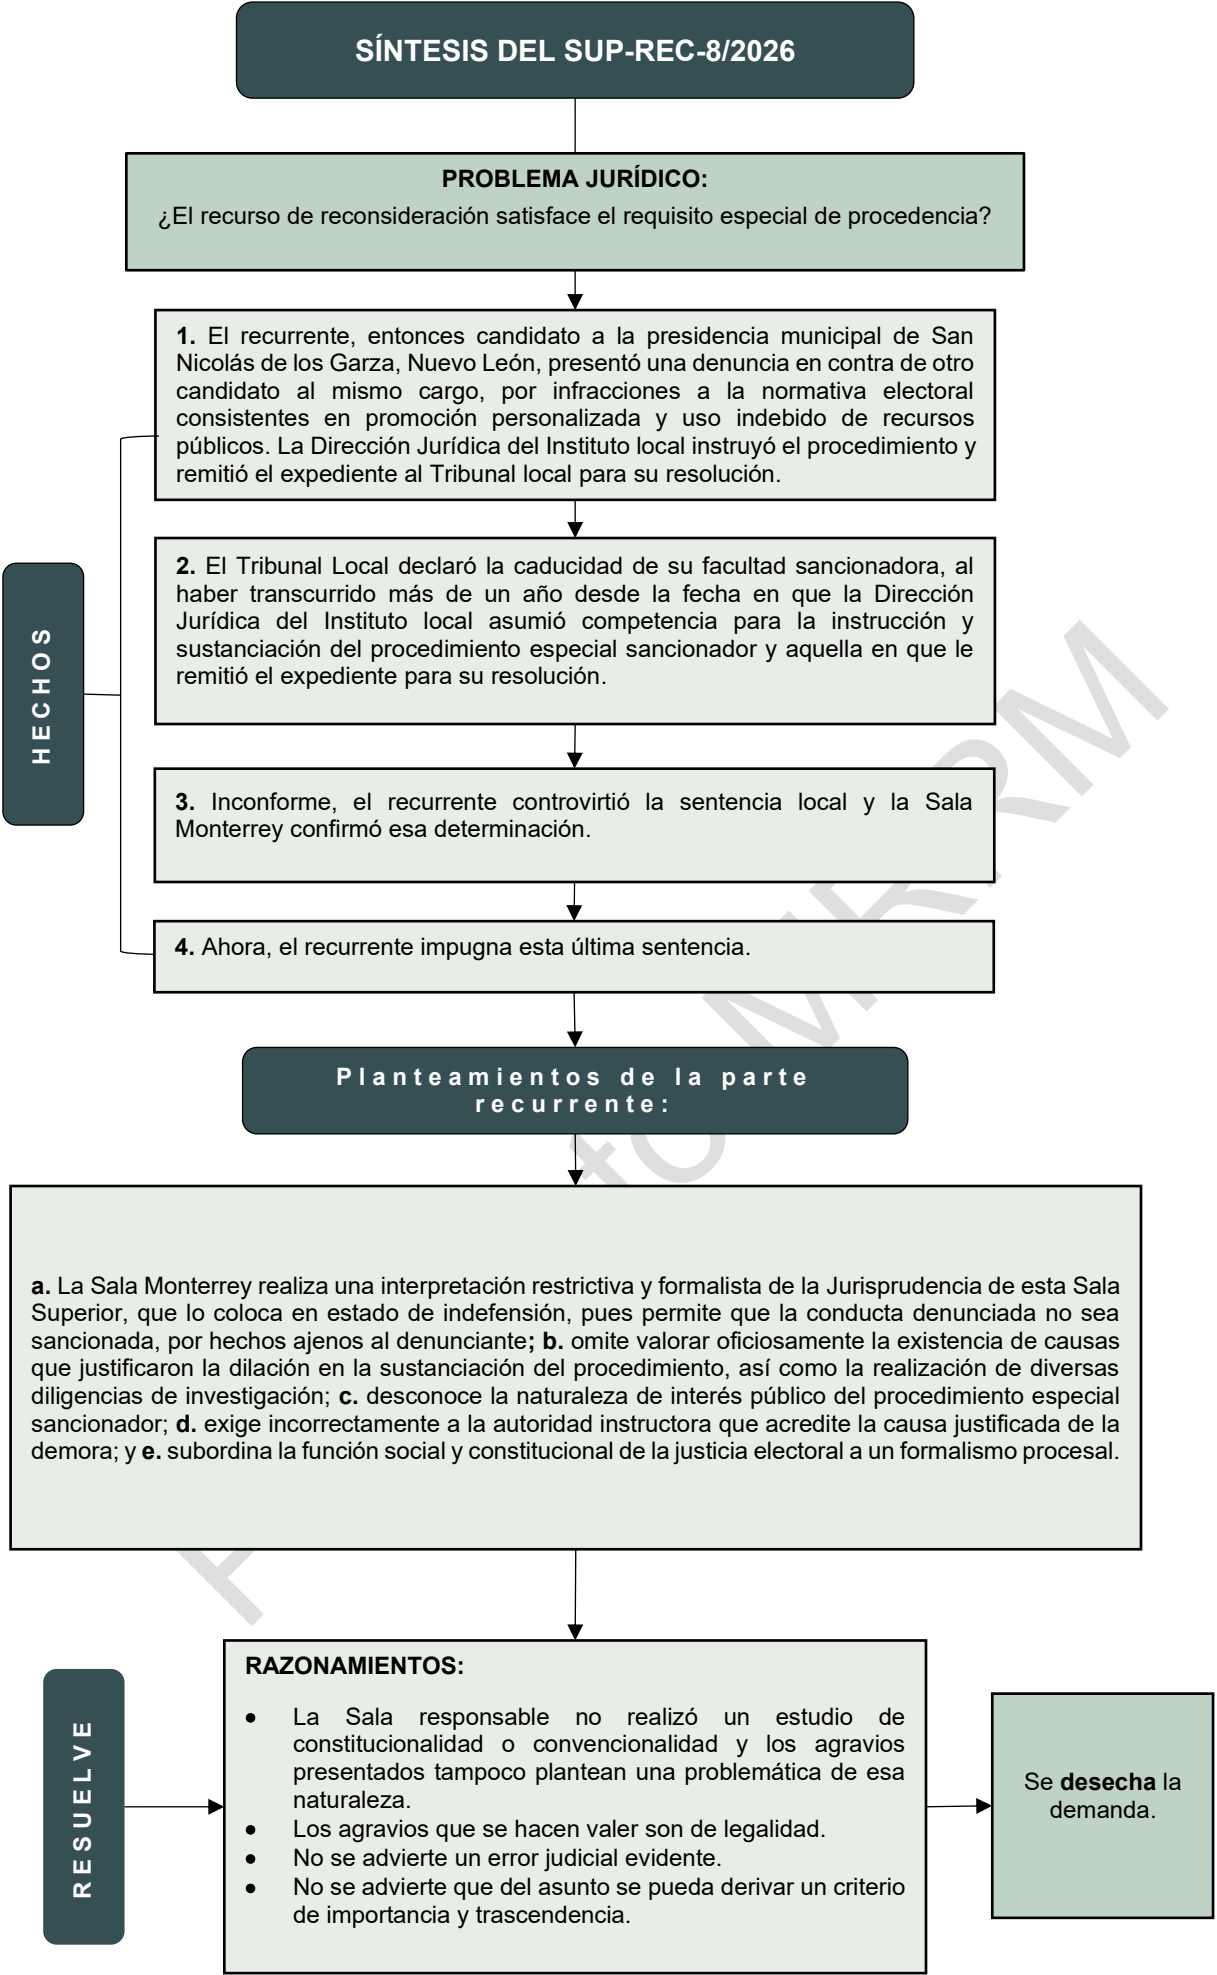 SÍNTESIS DEL SUP-REC-8/2026
PROBLEMA JURÍDICO:
¿El recurso de reconsideración satisface el requisito especial de procedencia?
HECHOS
1. El recurrente, entonces candidato a la presidencia municipal de San
Nicolás de los Garza, Nuevo León, presentó una denuncia en contra de otro
candidato al mismo cargo, por infracciones a la normativa electoral
consistentes en promoción personalizada y uso indebido de recursos
públicos. La Dirección Jurídica del Instituto local instruyó el procedimiento y
remitió el expediente al Tribunal local para su resolución.
2. El Tribunal Local declaró la caducidad de su facultad sancionadora, al
haber transcurrido más de un año desde la fecha en que la Dirección
Jurídica del Instituto local asumió competencia para la instrucción y
sustanciación del procedimiento especial sancionador y aquella en que le
remitió el expediente para su resolución.
3. Inconforme, el recurrente controvirtió la sentencia local y la Sala
Monterrey confirmó esa determinación.
4. Ahora, el recurrente impugna esta última sentencia.
Planteamientos de la parte
recurrente:
a. La Sala Monterrey realiza una interpretación restrictiva y formalista de la Jurisprudencia de esta Sala
Superior, que lo coloca en estado de indefensión, pues permite que la conducta denunciada no sea
sancionada, por hechos ajenos al denunciante; b. omite valorar oficiosamente la existencia de causas
que justificaron la dilación en la sustanciación del procedimiento, así como la realización de diversas
diligencias de investigación; c. desconoce la naturaleza de interés público del procedimiento especial
sancionador; d. exige incorrectamente a la autoridad instructora que acredite la causa justificada de la
demora; y e. subordina la función social y constitucional de la justicia electoral a un formalismo procesal.
RESUELVE
RAZONAMIENTOS:
• La Sala responsable no realizó un estudio de
constitucionalidad o convencionalidad y los agravios
presentados tampoco plantean una problemática de esa
naturaleza.
• Los agravios que se hacen valer son de legalidad.
• No se advierte un error judicial evidente.
• No se advierte que del asunto se pueda derivar un criterio
de importancia y trascendencia.
Se desecha la
demanda.